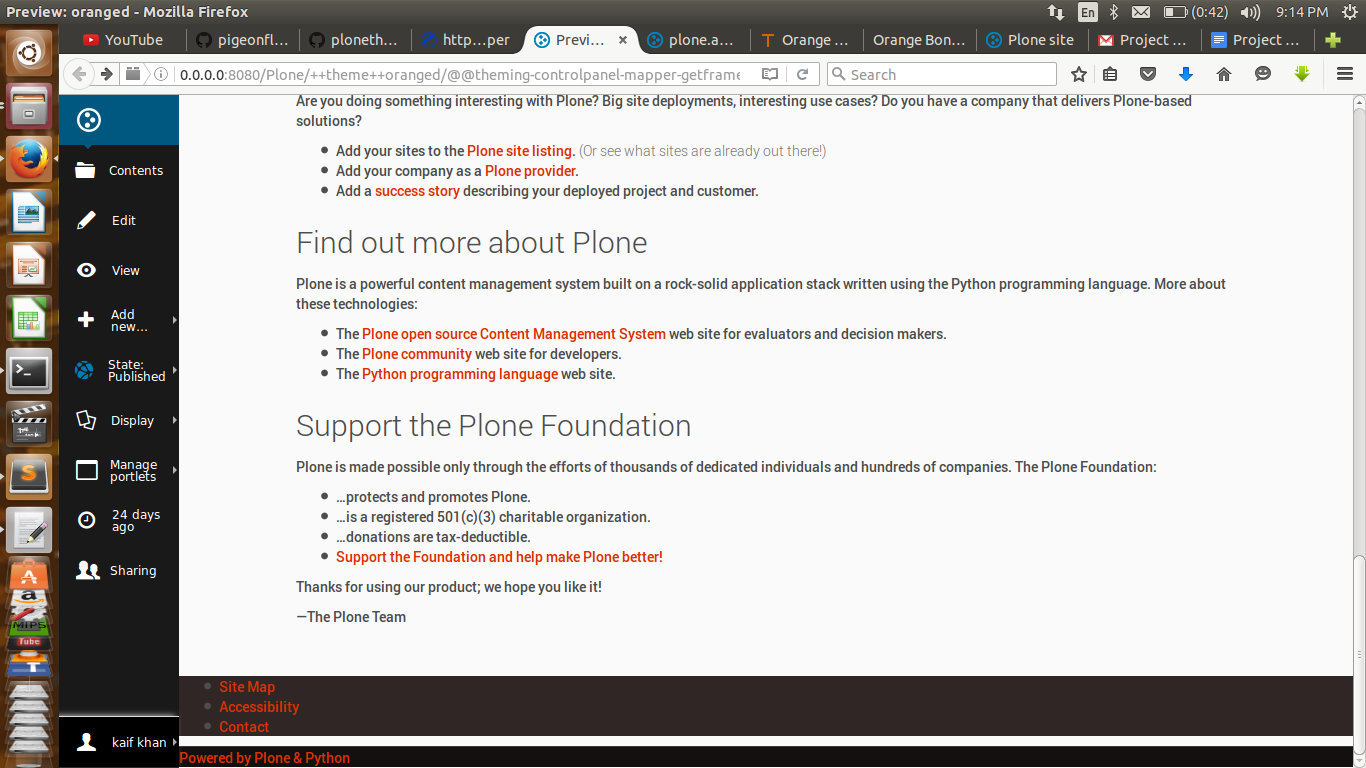 Preview: oranged - Mozilla Firefox
En
(0:42)
9:14 PM
YouTube
pigeonfl...
ploneth...
http...per
Previ...
plone.a...
Orange ...
Orange Bon...
Plone site
Project ...
Project ...
0.0.0.0:8080/Plone/++theme++oranged/@@theming-controlpanel-mapper-getframe
Search
Contents
Edit
View
Add
new...
State:
Published
Display
Manage
portlets
24 days
ago
Sharing
kaif khan
Are you doing something interesting with Plone? Big site deployments, interesting use cases? Do you have a company that delivers Plone-based
solutions?
Add your sites to the Plone site listing. (Or see what sites are already out there!)
Add your company as a Plone provider.
Add a success story describing your deployed project and customer.
Find out more about Plone
Plone is a powerful content management system built on a rock-solid application stack written using the Python programming language. More about
these technologies:
The Plone open source Content Management System web site for evaluators and decision makers.
The Plone community web site for developers.
The Python programming language web site.
Support the Plone Foundation
Plone is made possible only through the efforts of thousands of dedicated individuals and hundreds of companies. The Plone Foundation:
…protects and promotes Plone.
…is a registered 501(c)(3) charitable organization.
…donations are tax-deductible.
Support the Foundation and help make Plone better!
Thanks for using our product; we hope you like it!
—The Plone Team
Site Map
Accessibility
Contact
Powered by Plone & Python
MIPS
Tube